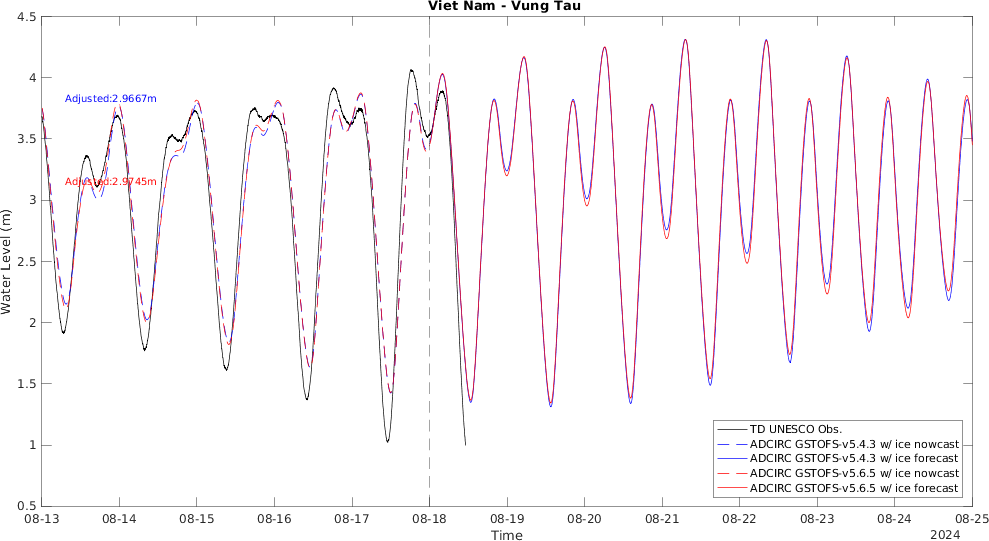 Viet Nam - Vung Tau
4.5
4
3.5
3
2.5
2
1.5
1
0.5
Water Level (m)
Adjusted:2.9667m
Adjusted:2.9745m
TD UNESCO Obs.
ADCIRC GSTOFS-v5.4.3 w/ ice nowcast
ADCIRC GSTOFS-v5.4.3 w/ ice forecast
ADCIRC GSTOFS-v5.6.5 w/ ice nowcast
ADCIRC GSTOFS-v5.6.5 w/ ice forecast
08-13 08-14 08-15 08-16 08-17 08-18 08-19 08-20 08-21 08-22 08-23 08-24 08-25
Time
2024